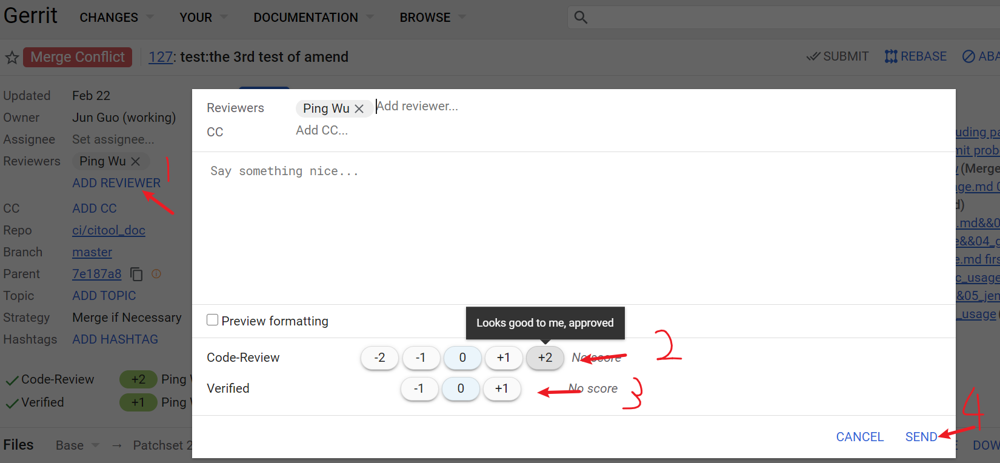 Gerrit CHANGES YOUR DOCUMENTATION BROWSE
Merge Conflict 127: test:the 3rd test of amend SUBMIT REBASE ABA
Updated Feb 22
Owner Jun Guo (working)
Assignee Set assignee...
Reviewers Ping Wu
ADD REVIEWER
1
CC ADD CC
Repo ci/citool_doc
Branch master
Parent 7e187a8
Topic ADD TOPIC
Strategy Merge if Necessary
Hashtags ADD HASHTAG
Code-Review +2 Ping
Verified +1 Ping
Files Base → Patchset 2
Reviewers Ping Wu Add reviewer...
CC Add CC...
Say something nice...
Preview formatting
Looks good to me, approved
Code-Review -2 -1 0 +1 +2 No score
2
Verified -1 0 +1 No score
3
CANCEL SEND
4
uding pa
mit prob
(Merge
age.md
d)
.md&&0
e&&04_g
e.md firs
c_usage
&05_jen
_usage
DOW